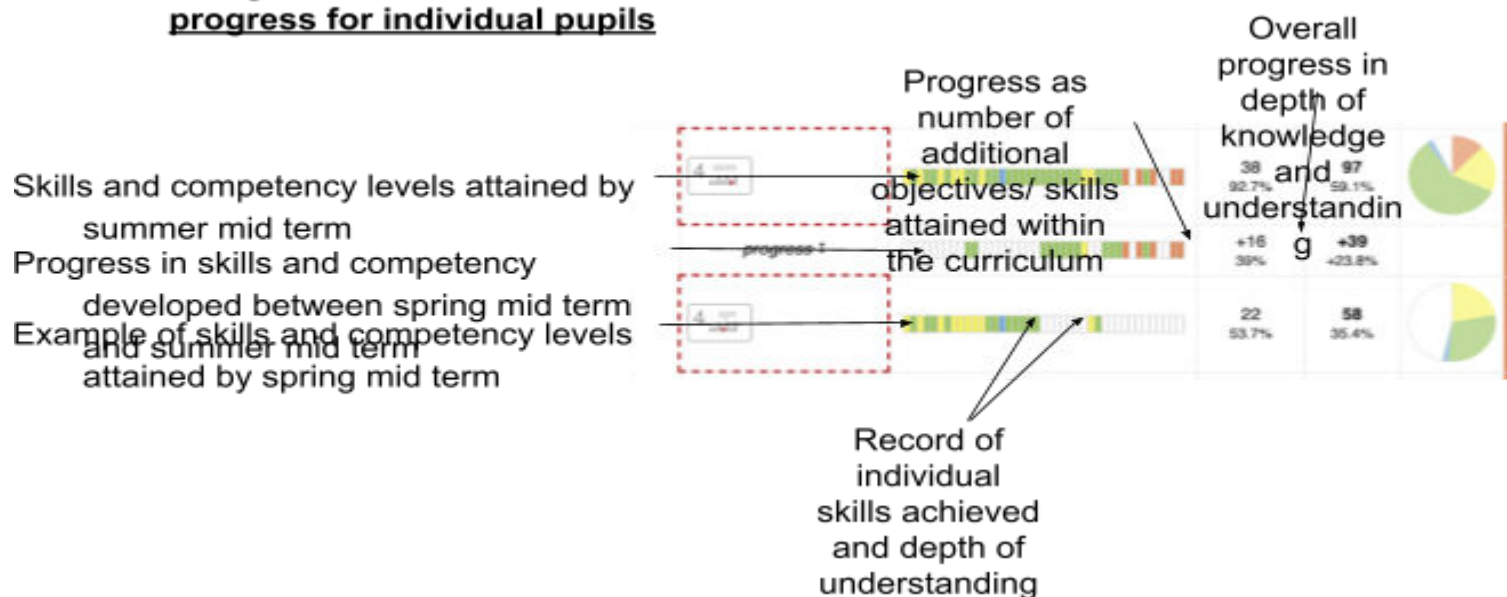 progress for individual pupils
Overall
progress in
depth of
knowledge
and
understandin
g
Progress as
number of
additional
objectives/ skills
attained within
the curriculum
Skills and competency levels attained by
summer mid term
Progress in skills and competency
developed between spring mid term
and summer mid term
Example of skills and competency levels
attained by spring mid term
4
38
92.7%
97
59.1%
progress
+16
39%
+39
+23.8%
4
22
53.7%
58
35.4%
Record of
individual
skills achieved
and depth of
understanding